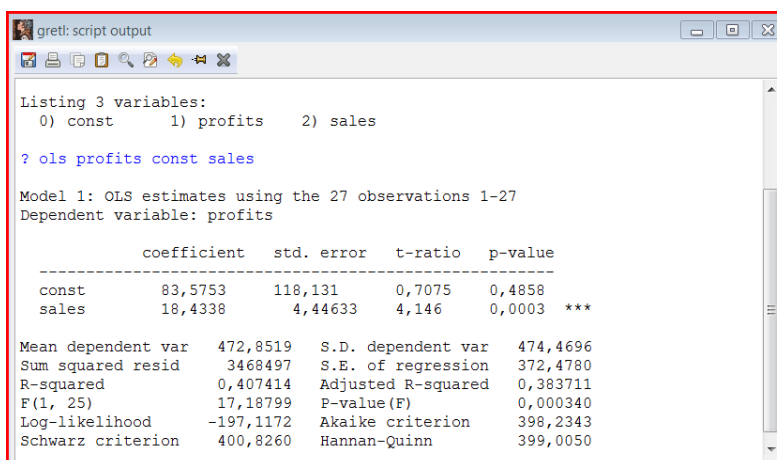 gretl: script output
Listing 3 variables:
0) const 1) profits 2) sales
? ols profits const sales
Model 1: OLS estimates using the 27 observations 1-27
Dependent variable: profits
coefficient std. error t-ratio p-value
-------------------------------------------------------
const 83,5753 118,131 0,7075 0,4858
sales 18,4338 4,44633 4,146 0,0003 ***
Mean dependent var 472,8519 S.D. dependent var 474,4696
Sum squared resid 3468497 S.E. of regression 372,4780
R-squared 0,407414 Adjusted R-squared 0,383711
F(1, 25) 17,18799 P-value(F) 0,000340
Log-likelihood -197,1172 Akaike criterion 398,2343
Schwarz criterion 400,8260 Hannan-Quinn 399,0050